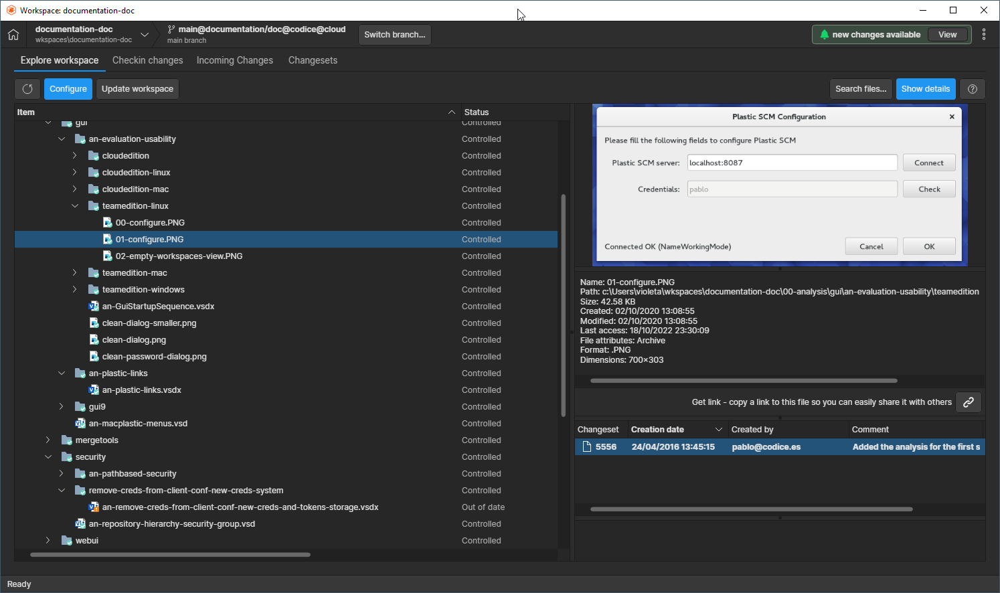 Workspace: documentation-doc
documentation-doc
wkspaces\documentation-doc
main@documentation/doc@codice@cloud
main branch
Switch branch...
new changes available
View
Explore workspace
Checkin changes
Incoming Changes
Changesets
Configure
Update workspace
Search files...
Show details
Item
Status
gui
Controlled
an-evaluation-usability
Controlled
cloudedition
Controlled
cloudedition-linux
Controlled
cloudedition-mac
Controlled
teamedition-linux
Controlled
00-configure.PNG
Controlled
01-configure.PNG
Controlled
02-empty-workspaces-view.PNG
Controlled
teamedition-mac
Controlled
teamedition-windows
Controlled
an-GuiStartupSequence.vsdx
Controlled
clean-dialog-smaller.png
Controlled
clean-dialog.png
Controlled
clean-password-dialog.png
Controlled
an-plastic-links
Controlled
an-plastic-links.vsdx
Controlled
gui9
Controlled
an-macplastic-menus.vsd
Controlled
mergetools
Controlled
security
Controlled
an-pathbased-security
Controlled
remove-creds-from-client-conf-new-creds-system
Controlled
an-remove-creds-from-client-conf-new-creds-and-tokens-storage.vsdx
Out of date
an-repository-hierarchy-security-group.vsd
Controlled
webui
Controlled
Plastic SCM Configuration
Please fill the following fields to configure Plastic SCM
Plastic SCM server:
localhost:8087
Connect
Credentials:
pablo
Check
Connected OK (NameWorkingMode)
Cancel
OK
Name: 01-configure.PNG
Path: c:\Users\violeta\wkspaces\documentation-doc\00-analysis\gui\an-evaluation-usability\teamedition
Size: 42.58 KB
Created: 02/10/2020 13:08:55
Modified: 02/10/2020 13:08:55
Last access: 18/10/2022 23:30:09
File attributes: Archive
Format: .PNG
Dimensions: 700×303
Get link - copy a link to this file so you can easily share it with others
Changeset
Creation date
Created by
Comment
5556
24/04/2016 13:45:15
pablo@codice.es
Added the analysis for the first s
Ready